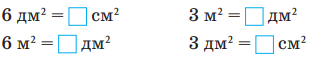 6 дм² = □ см² 3 м² = □ дм²
6 м² = □ дм² 3 дм² = □ см²